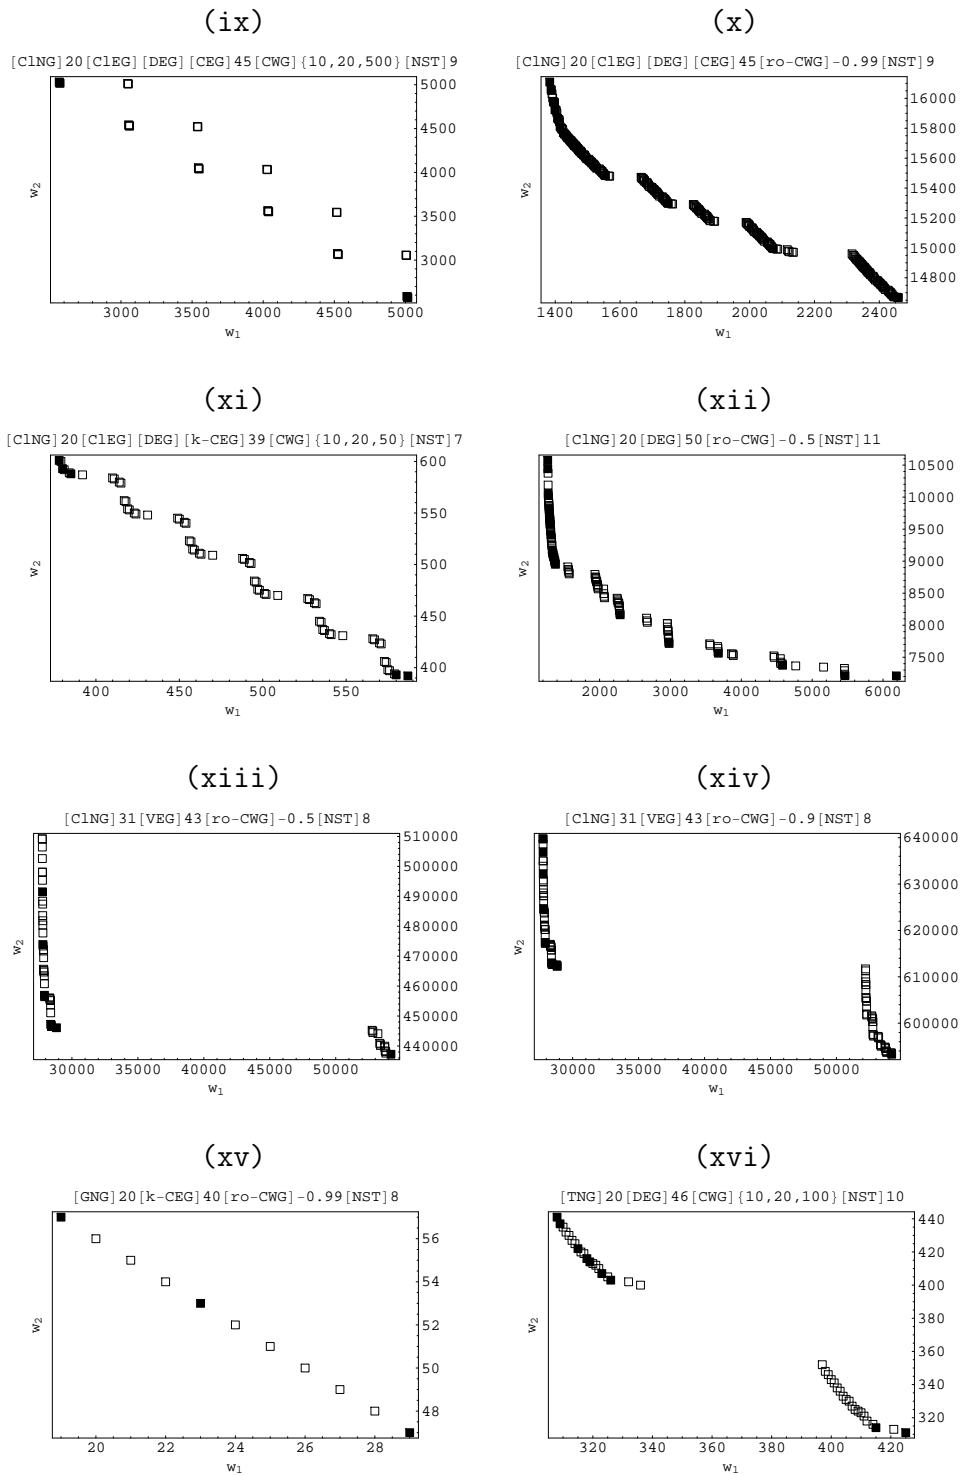 (ix)
[ClNG]20[ClEG][DEG][CEG]45[CWG]{10,20,500}[NST]9
5000
4500
4000
3500
3000
w2
3000 3500 4000 4500 5000
w1
(x)
[ClNG]20[ClEG][DEG][CEG]45[ro-CWG]-0.99[NST]9
16000
15800
15600
15400
15200
15000
14800
w2
1400 1600 1800 2000 2200 2400
w1
(xi)
[ClNG]20[ClEG][DEG][k-CEG]39[CWG]{10,20,50}[NST]7
600
550
500
450
400
w2
400 450 500 550
w1
(xii)
[ClNG]20[DEG]50[ro-CWG]-0.5[NST]11
10500
10000
9500
9000
8500
8000
7500
w2
2000 3000 4000 5000 6000
w1
(xiii)
[ClNG]31[VEG]43[ro-CWG]-0.5[NST]8
510000
500000
490000
480000
470000
460000
450000
440000
w2
30000 35000 40000 45000 50000
w1
(xiv)
[ClNG]31[VEG]43[ro-CWG]-0.9[NST]8
640000
630000
620000
610000
600000
w2
30000 35000 40000 45000 50000
w1
(xv)
[GNG]20[k-CEG]40[ro-CWG]-0.99[NST]8
56
54
52
50
48
w2
20 22 24 26 28
w1
(xvi)
[TNG]20[DEG]46[CWG]{10,20,100}[NST]10
440
420
400
380
360
340
320
w2
320 340 360 380 400 420
w1